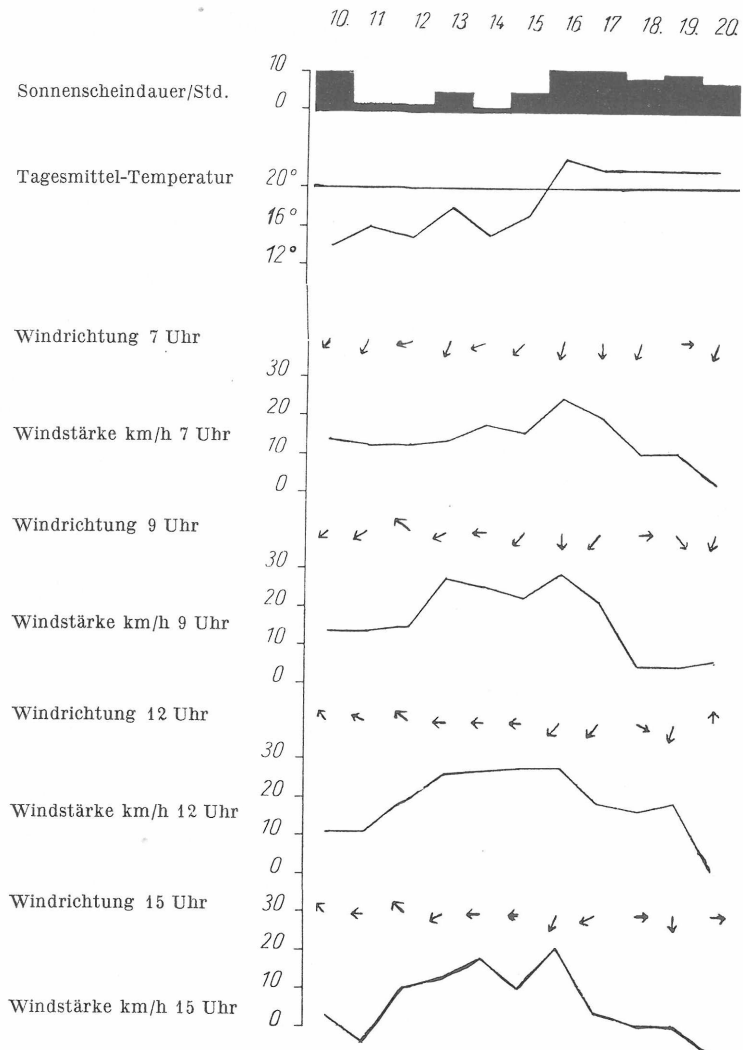 10. 11 12 13 14 15 16 17 18. 19. 20.
10
Sonnenscheindauer/Std.
0
Tagesmittel-Temperatur 20°
16°
12°
Windrichtung 7 Uhr
30
20
Windstärke km/h 7 Uhr
10
0
Windrichtung 9 Uhr
30
20
Windstärke km/h 9 Uhr
10
0
Windrichtung 12 Uhr
30
20
Windstärke km/h 12 Uhr
10
0
Windrichtung 15 Uhr
30
20
10
Windstärke km/h 15 Uhr
0